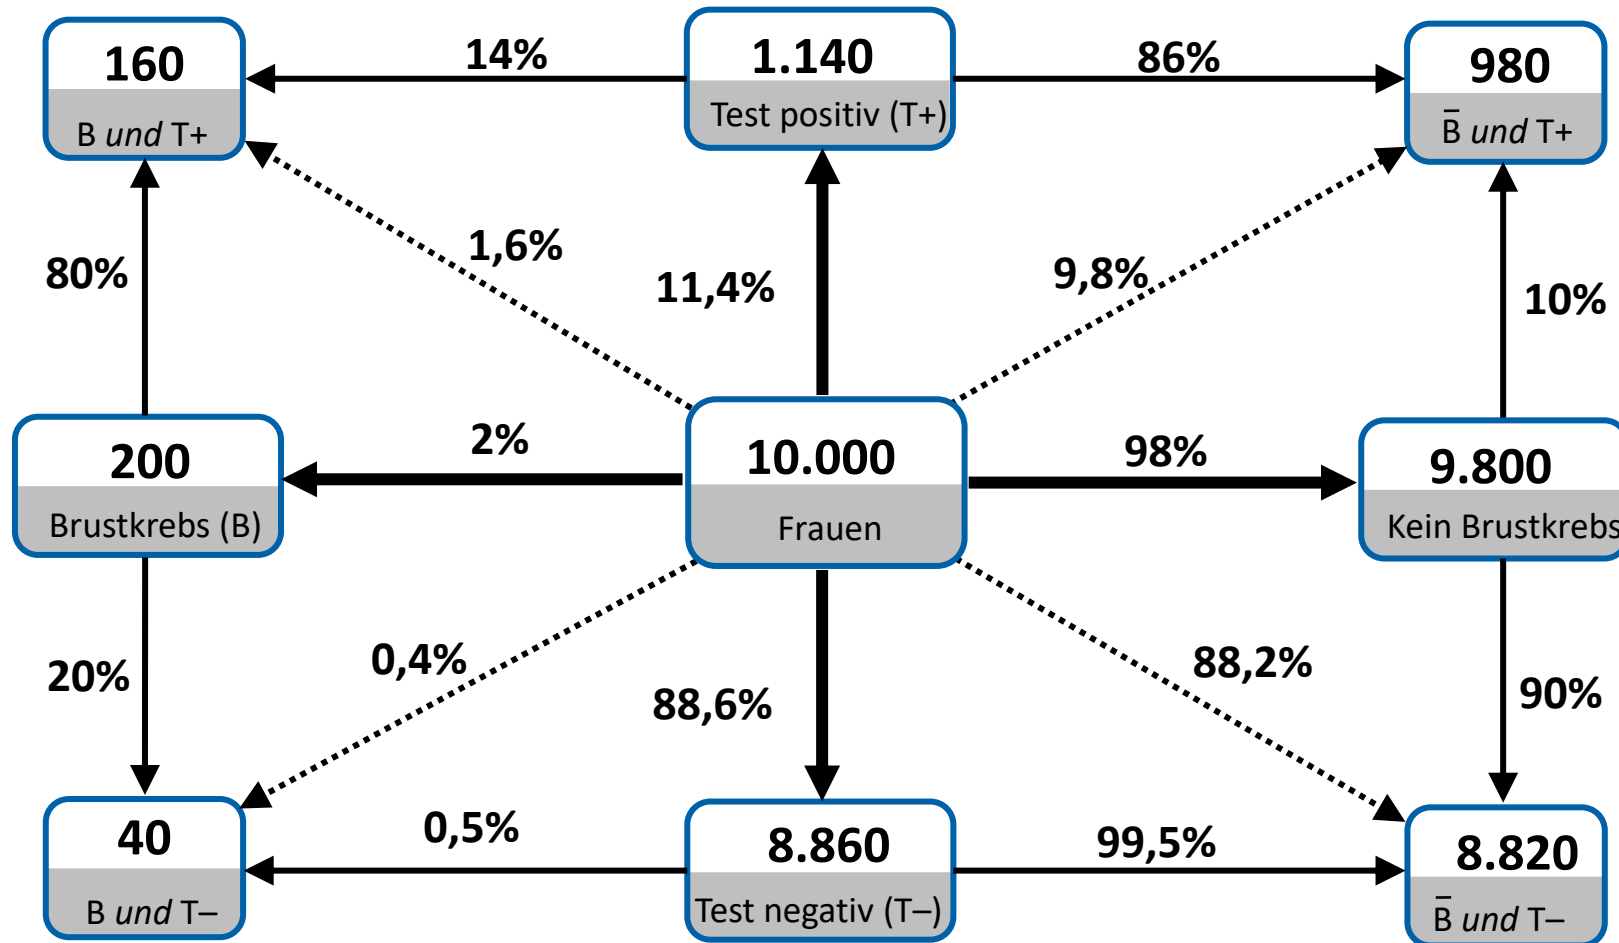 160
B und T+
14%
1.140
Test positiv (T+)
86%
980
B̄ und T+
80%
1,6%
11,4%
9,8%
10%
200
Brustkrebs (B)
2%
10.000
Frauen
98%
9.800
Kein Brustkrebs
20%
0,4%
88,6%
88,2%
90%
40
B und T–
0,5%
8.860
Test negativ (T–)
99,5%
8.820
B̄ und T–